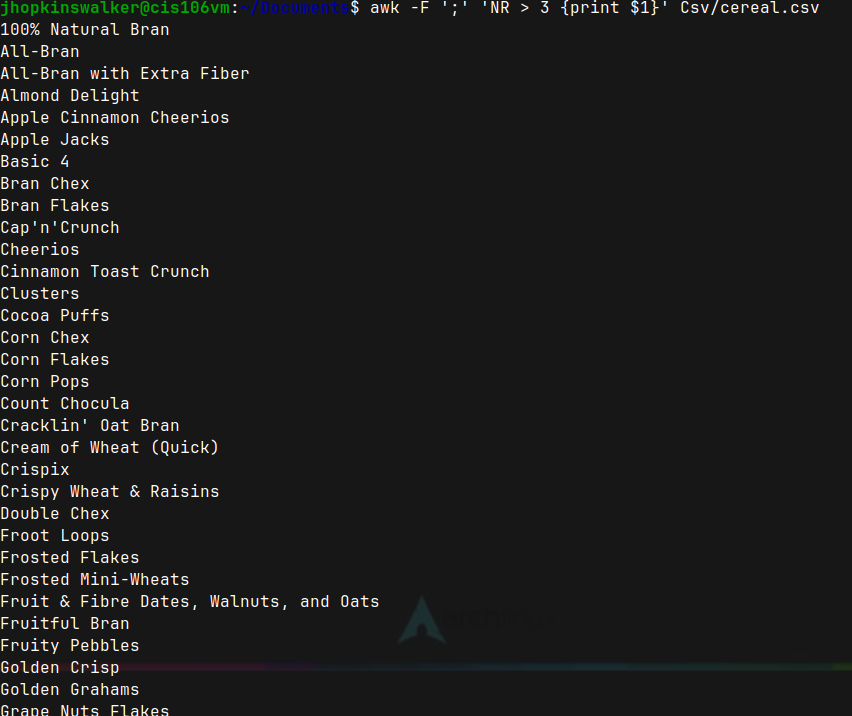 jhopkinswalker@cis106vm:~/Documents$ awk -F ';' 'NR > 3 {print $1}' Csv/cereal.csv
100% Natural Bran
All-Bran
All-Bran with Extra Fiber
Almond Delight
Apple Cinnamon Cheerios
Apple Jacks
Basic 4
Bran Chex
Bran Flakes
Cap'n'Crunch
Cheerios
Cinnamon Toast Crunch
Clusters
Cocoa Puffs
Corn Chex
Corn Flakes
Corn Pops
Count Chocula
Cracklin' Oat Bran
Cream of Wheat (Quick)
Crispix
Crispy Wheat & Raisins
Double Chex
Froot Loops
Frosted Flakes
Frosted Mini-Wheats
Fruit & Fibre Dates, Walnuts, and Oats
Fruitful Bran
Fruity Pebbles
Golden Crisp
Golden Grahams
Grape Nuts Flakes